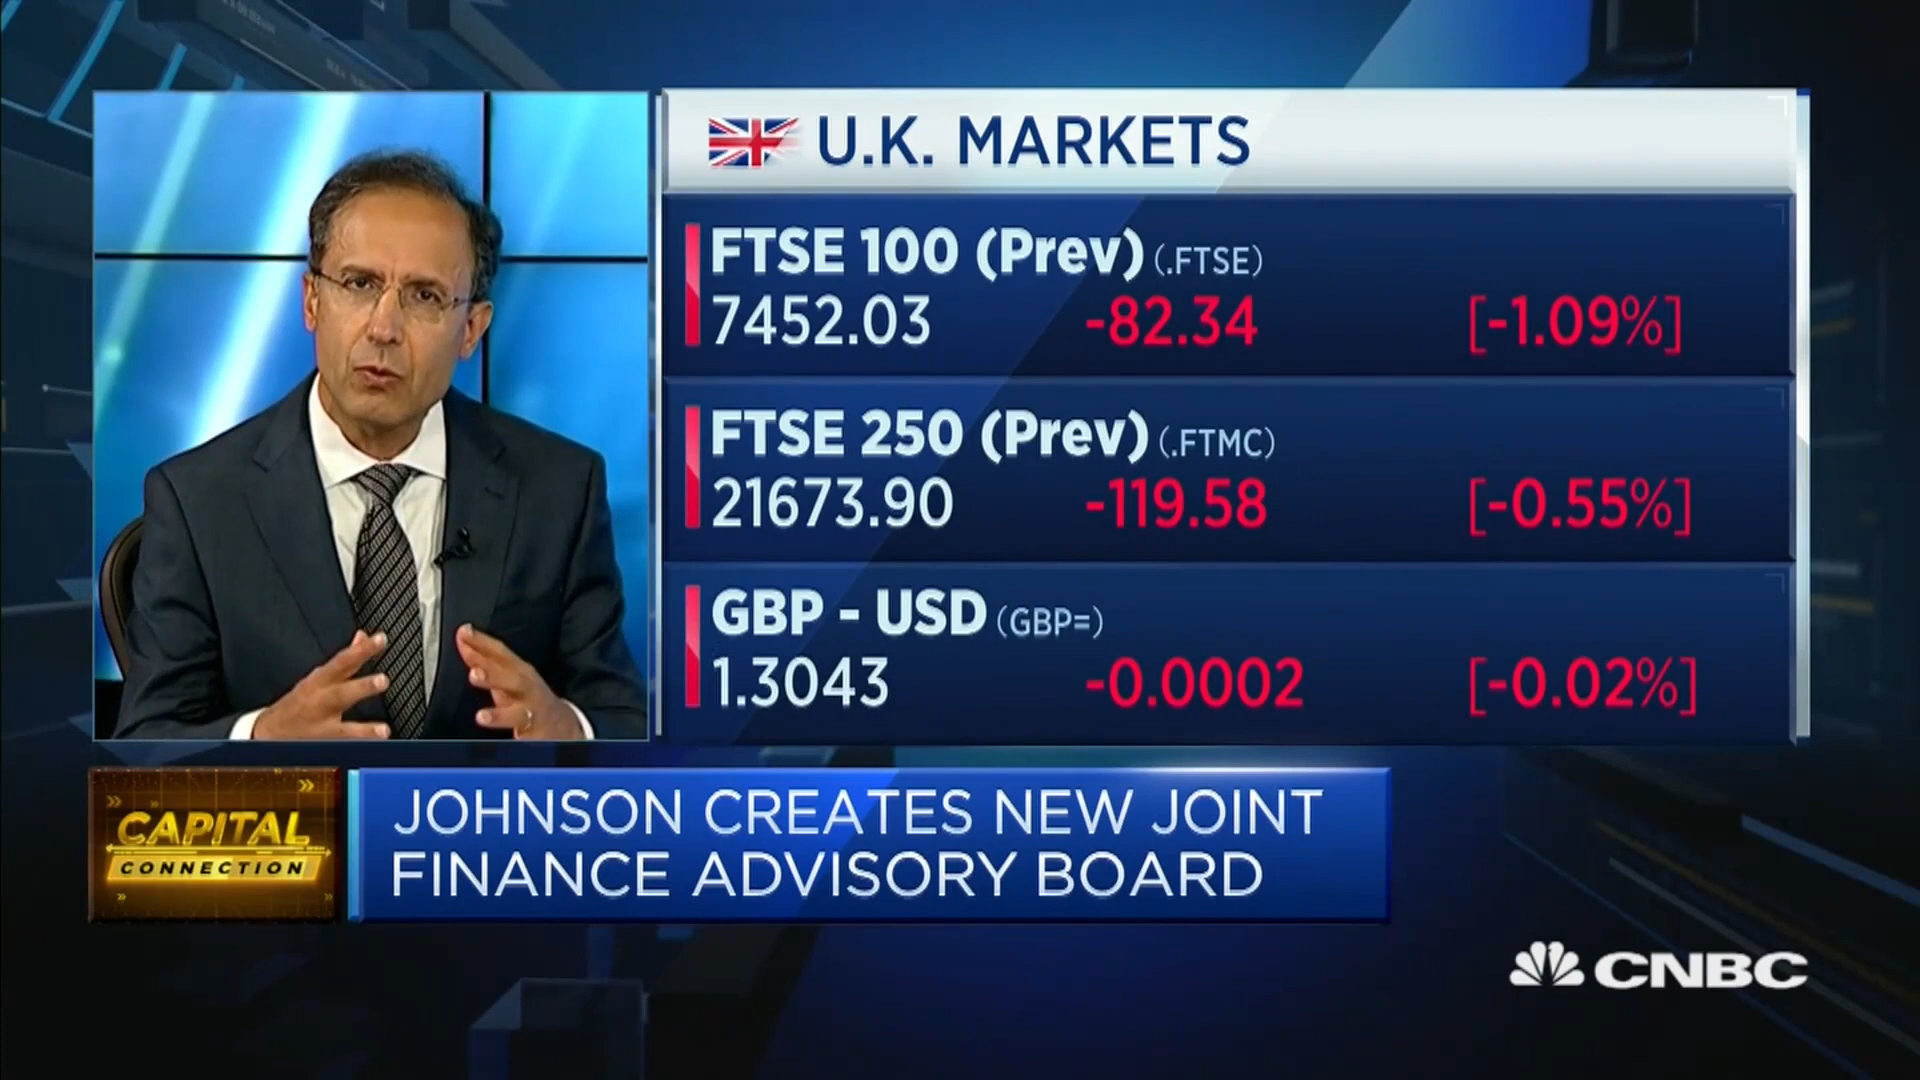 U.K. MARKETS
FTSE 100 (Prev) (.FTSE)
7452.03 -82.34 [-1.09%]
FTSE 250 (Prev) (.FTMC)
21673.90 -119.58 [-0.55%]
GBP - USD (GBP=)
1.3043 -0.0002 [-0.02%]
CAPITAL
CONNECTION
JOHNSON CREATES NEW JOINT
FINANCE ADVISORY BOARD
CNBC